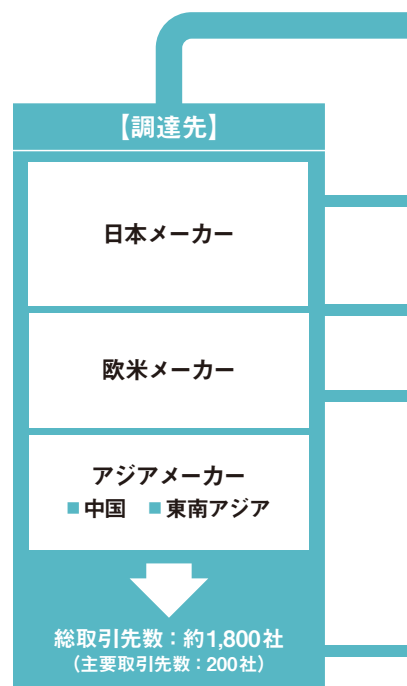 【調達先】
日本メーカー
欧米メーカー
アジアメーカー
■中国 ■東南アジア
総取引先数：約1,800社
（主要取引先数：200社）